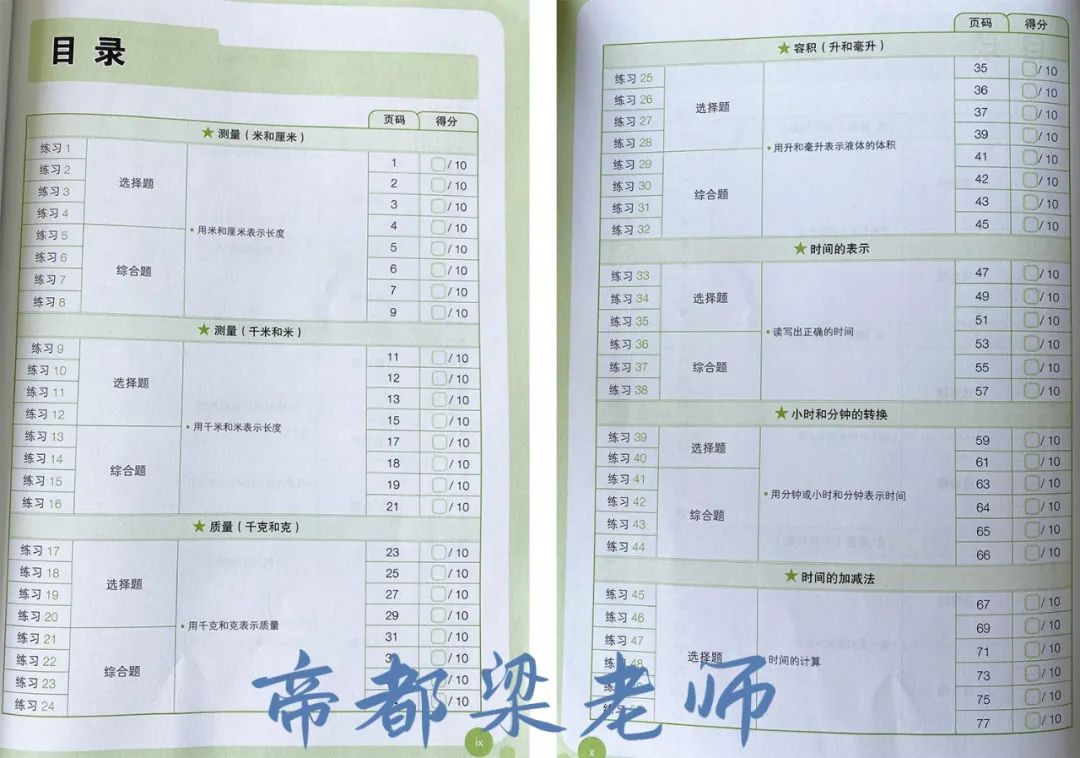 目录
页码 得分
★ 测量（米和厘米）
练习 1 选择题 • 用米和厘米表示长度 1 /10
练习 2 2 /10
练习 3 3 /10
练习 4 4 /10
练习 5 综合题 5 /10
练习 6 6 /10
练习 7 7 /10
练习 8 9 /10
★ 测量（千米和米）
练习 9 选择题 • 用千米和米表示长度 11 /10
练习 10 12 /10
练习 11 13 /10
练习 12 15 /10
练习 13 综合题 17 /10
练习 14 18 /10
练习 15 19 /10
练习 16 21 /10
★ 质量（千克和克）
练习 17 选择题 • 用千克和克表示质量 23 /10
练习 18 25 /10
练习 19 27 /10
练习 20 29 /10
练习 21 综合题 31 /10
练习 22 /10
练习 23 /10
练习 24 /10
ix
页码 得分
★ 容积（升和毫升）
练习 25 选择题 • 用升和毫升表示液体的体积 35 /10
练习 26 36 /10
练习 27 37 /10
练习 28 39 /10
练习 29 综合题 41 /10
练习 30 42 /10
练习 31 43 /10
练习 32 45 /10
★ 时间的表示
练习 33 选择题 • 读写出正确的时间 47 /10
练习 34 49 /10
练习 35 51 /10
练习 36 综合题 53 /10
练习 37 55 /10
练习 38 57 /10
★ 小时和分钟的转换
练习 39 选择题 • 用分钟或小时和分钟表示时间 59 /10
练习 40 61 /10
练习 41 综合题 63 /10
练习 42 64 /10
练习 43 65 /10
练习 44 66 /10
★ 时间的加减法
练习 45 选择题 时间的计算 67 /10
练习 46 69 /10
练习 47 71 /10
练习 48 73 /10
75 /10
77 /10
x
帝都梁老师